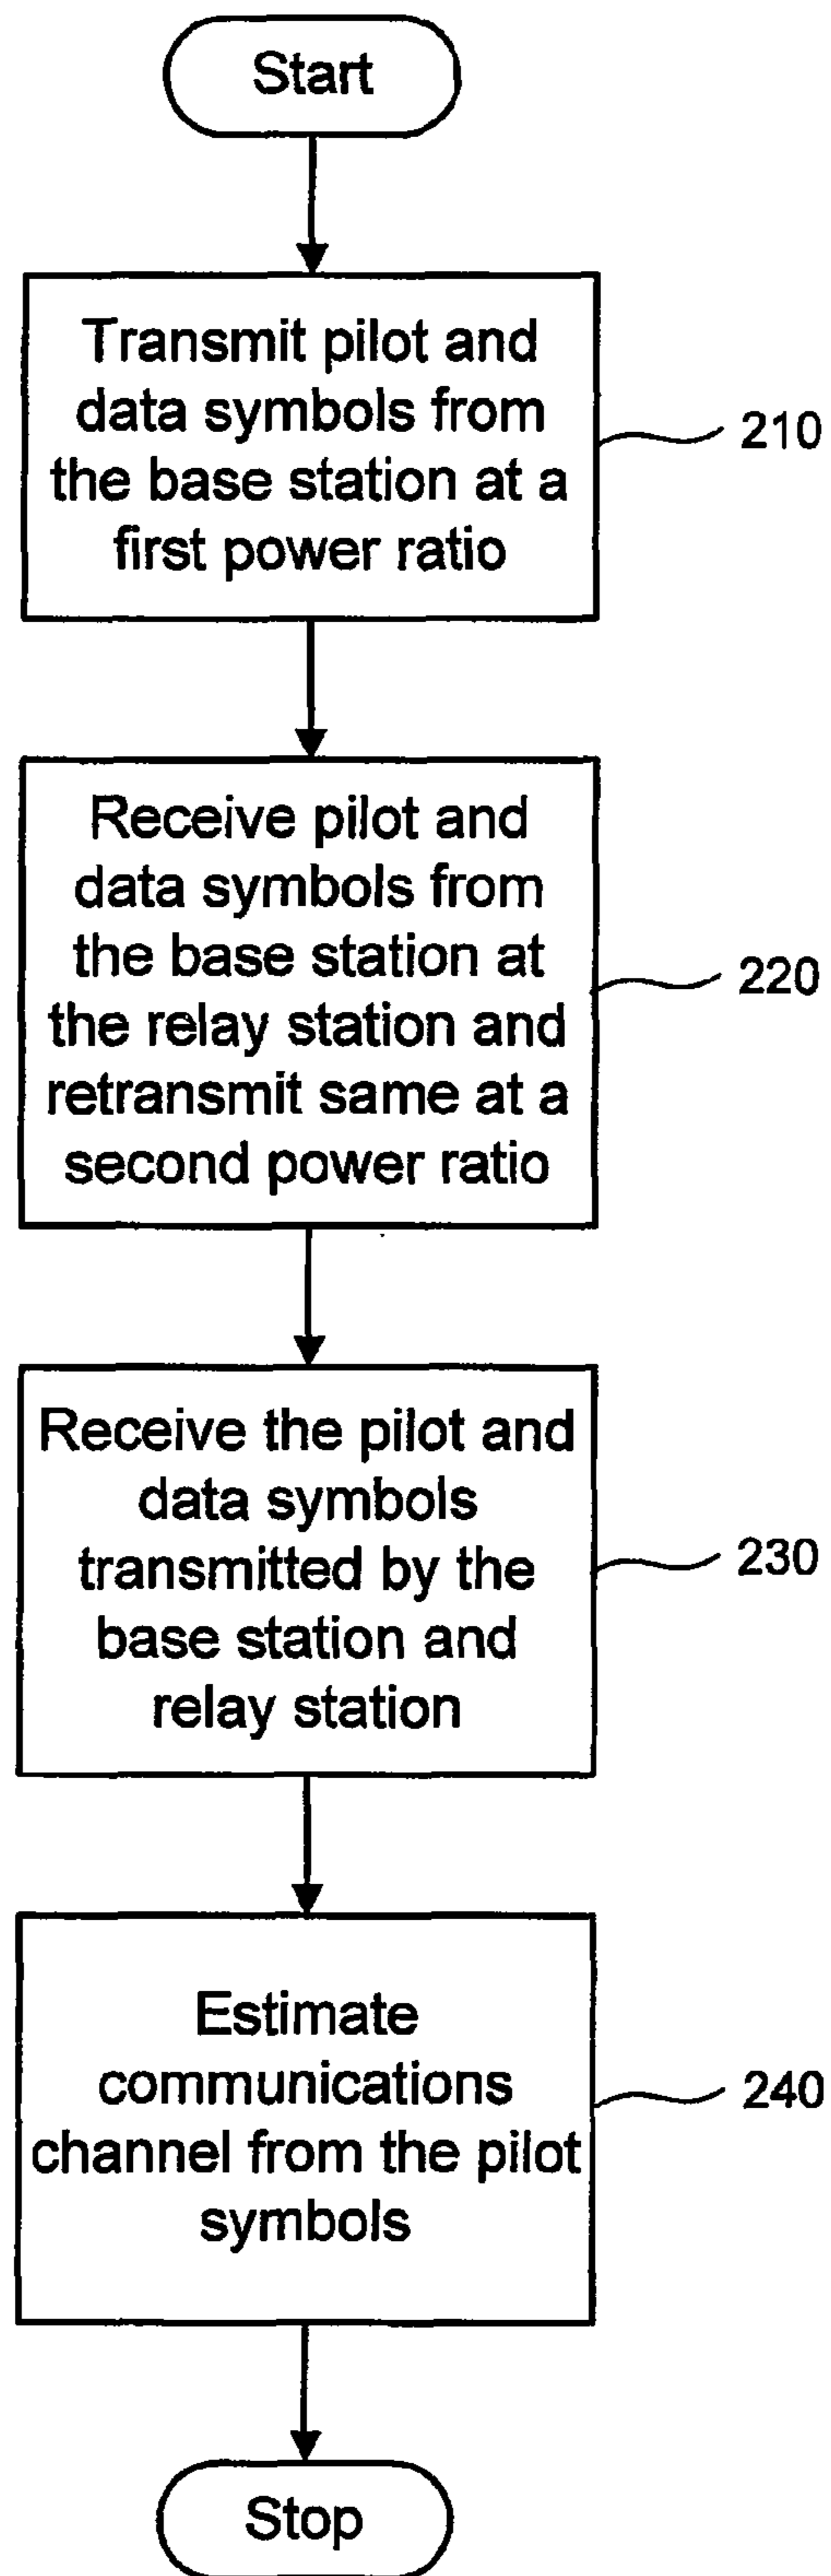 Start
Transmit pilot and
data symbols from
the base station at a
first power ratio
210
Receive pilot and
data symbols from
the base station at
the relay station and
retransmit same at a
second power ratio
220
Receive the pilot and
data symbols
transmitted by the
base station and
relay station
230
Estimate
communications
channel from the pilot
symbols
240
Stop